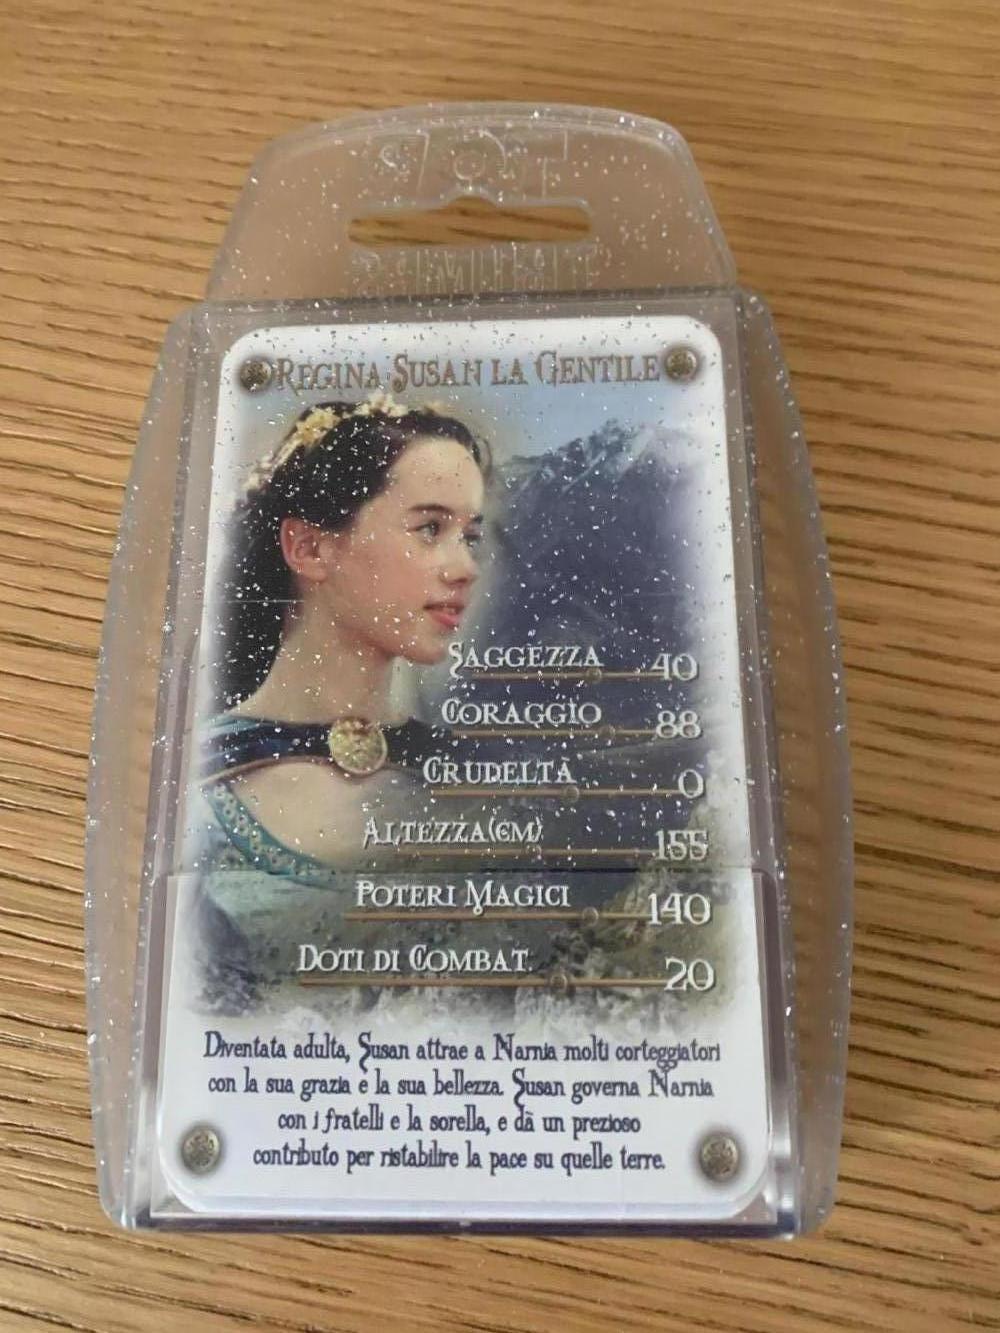 TOP
TRUMPS
REGINA SUSAN LA GENTILE
SAGGEZZA 40
CORAGGIO 88
CRUDELTÀ 0
ALTEZZA(CM) 155
POTERI MAGICI 140
DOTI DI COMBAT. 20
Diventata adulta, Susan attrae a Narnia molti corteggiatori
con la sua grazia e la sua bellezza. Susan governa Narnia
con i fratelli e la sorella, e dà un prezioso
contributo per ristabilire la pace su quelle terre.